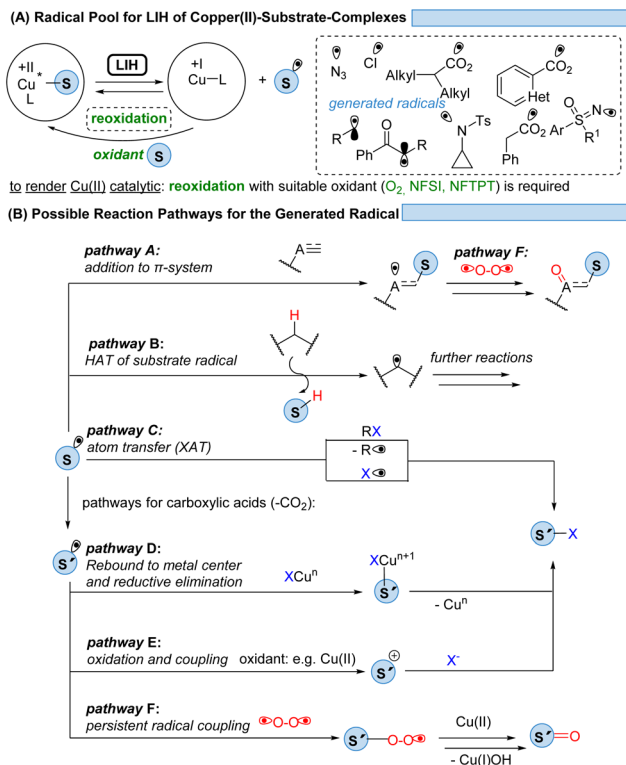 (A) Radical Pool for LIH of Copper(II)-Substrate-Complexes
+II
Cu
*
S
L
LIH
+I
Cu—L
+
S
reoxidation
oxidant S
N3
Cl
Alkyl
CO2
Alkyl
CO2
Het
generated radicals
R
Ph
O
R
N
Ts
CO2
Ph
O
N
S
Ar
R1
to render Cu(II) catalytic: reoxidation with suitable oxidant (O2, NFSI, NFTPT) is required
(B) Possible Reaction Pathways for the Generated Radical
pathway A:
addition to π-system
A
A
S
pathway F:
O-O
O
A
S
pathway B:
HAT of substrate radical
H
S
H
further reactions
S
pathway C:
atom transfer (XAT)
RX
- R
X
pathways for carboxylic acids (-CO2):
S′
S′—X
pathway D:
Rebound to metal center
and reductive elimination
XCuⁿ
XCuⁿ⁺¹
S′
- Cuⁿ
pathway E:
oxidation and coupling
oxidant: e.g. Cu(II)
S′
+
X⁻
pathway F:
persistent radical coupling
O-O
S′—O-O
Cu(II)
- Cu(I)OH
S′=O